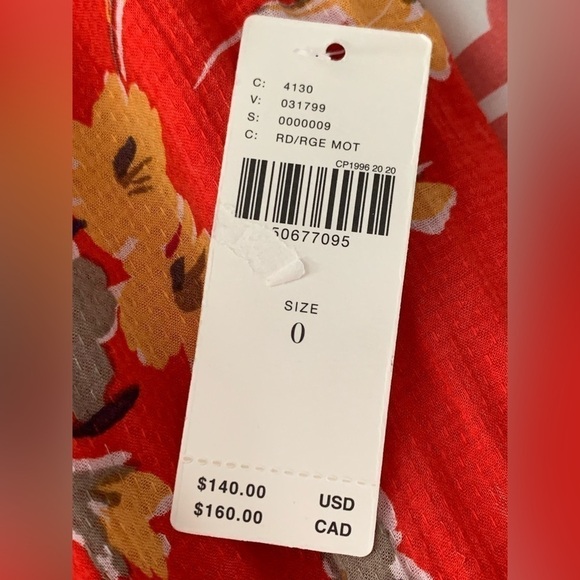 C: 4130
V: 031799
S: 0000009
C: RD/RGE MOT
CP1996 20 20
50677095
SIZE
0
$140.00 USD
$160.00 CAD